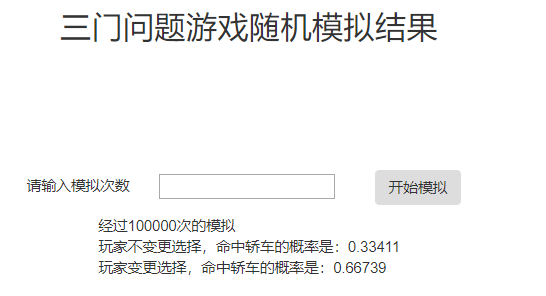 三门问题游戏随机模拟结果
请输入模拟次数
开始模拟
经过100000次的模拟
玩家不变更选择，命中轿车的概率是：0.33411
玩家变更选择，命中轿车的概率是：0.66739